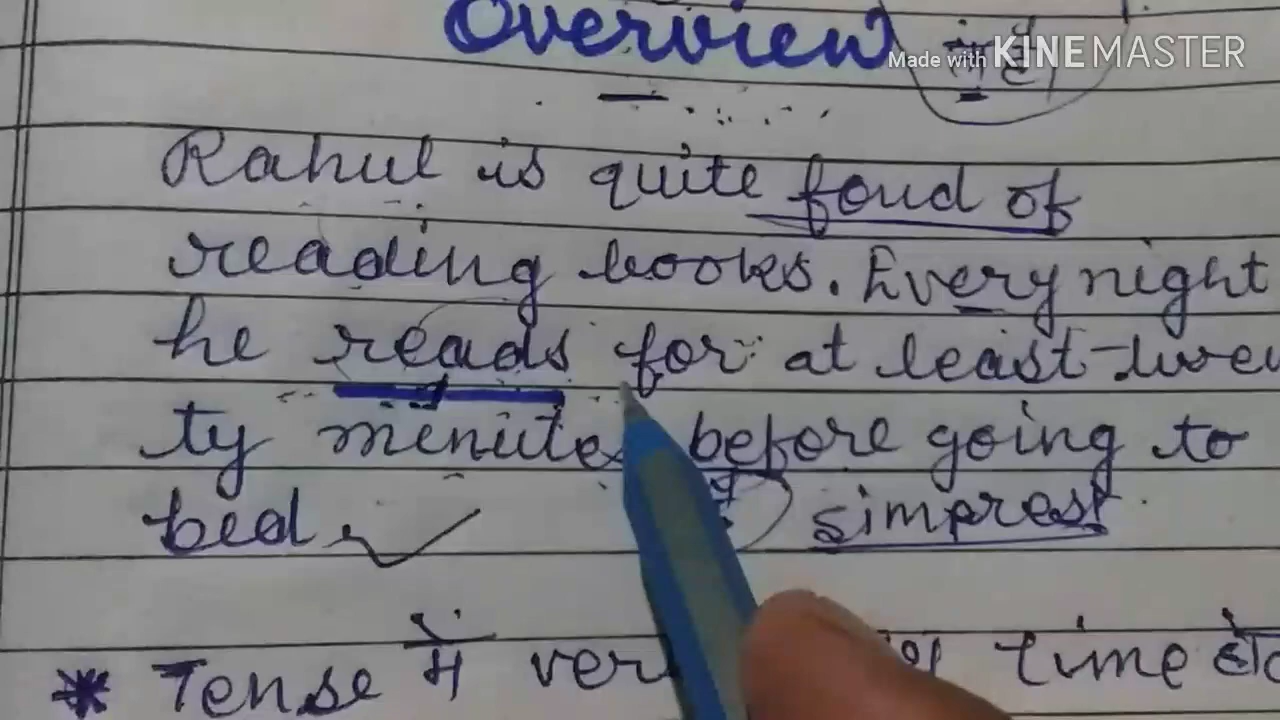 Overview
Made with KINEMASTER
Rahul is quite foud of
reading books. Every night
he reads for at least twen
ty minutes before going to
bed simprest
* Tense में ver time